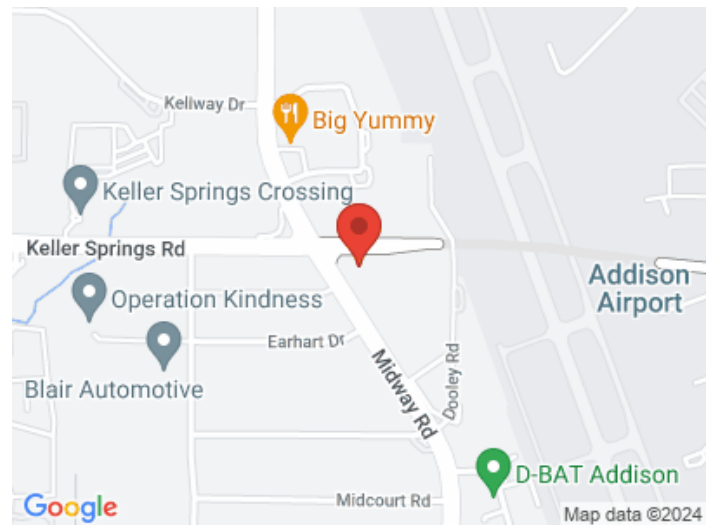 Kellway Dr
Big Yummy
Keller Springs Crossing
Keller Springs Rd
Addison
Airport
Operation Kindness
Earhart Dr
Blair Automotive
Midway Rd
Dooley Rd
D-BAT Addison
Midcourt Rd
Google
Map data ©2024